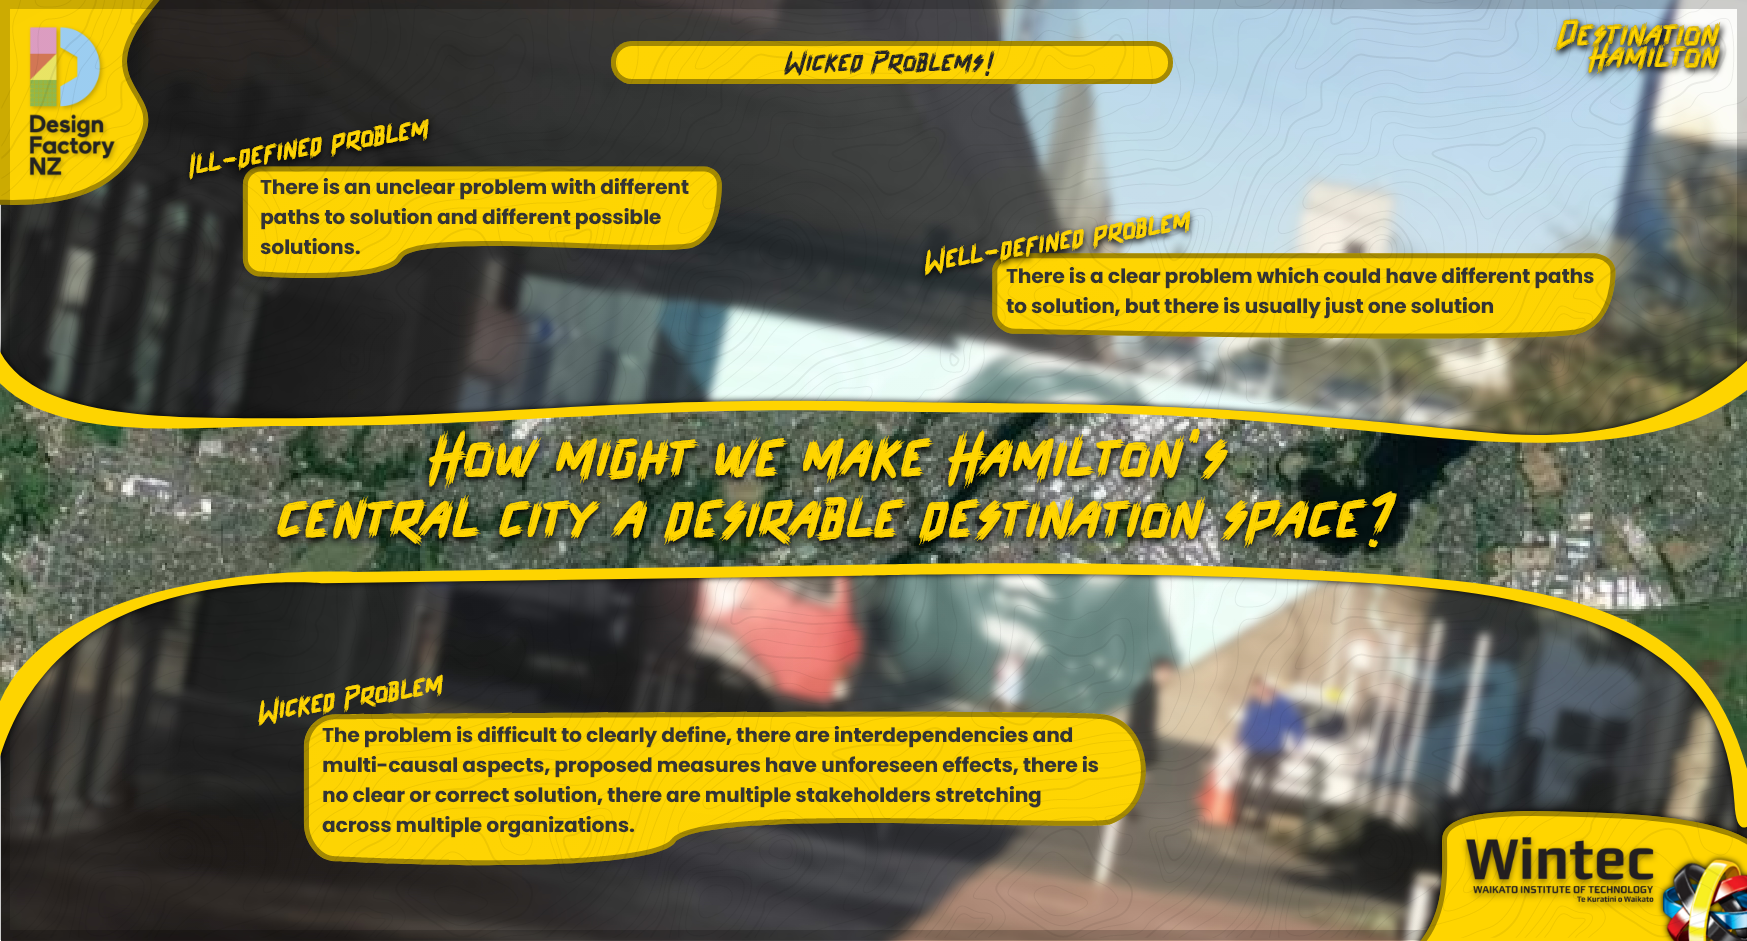 Design
Factory
NZ
Wicked Problems!
Destination
Hamilton
Ill-defined problem
There is an unclear problem with different
paths to solution and different possible
solutions.
Well-defined problem
There is a clear problem which could have different paths
to solution, but there is usually just one solution
How might we make Hamilton's
central city a desirable destination space?
Wicked Problem
The problem is difficult to clearly define, there are interdependencies and
multi-causal aspects, proposed measures have unforeseen effects, there is
no clear or correct solution, there are multiple stakeholders stretching
across multiple organizations.
Wintec
WAIKATO INSTITUTE OF TECHNOLOGY
Te Kuratini o Waikato